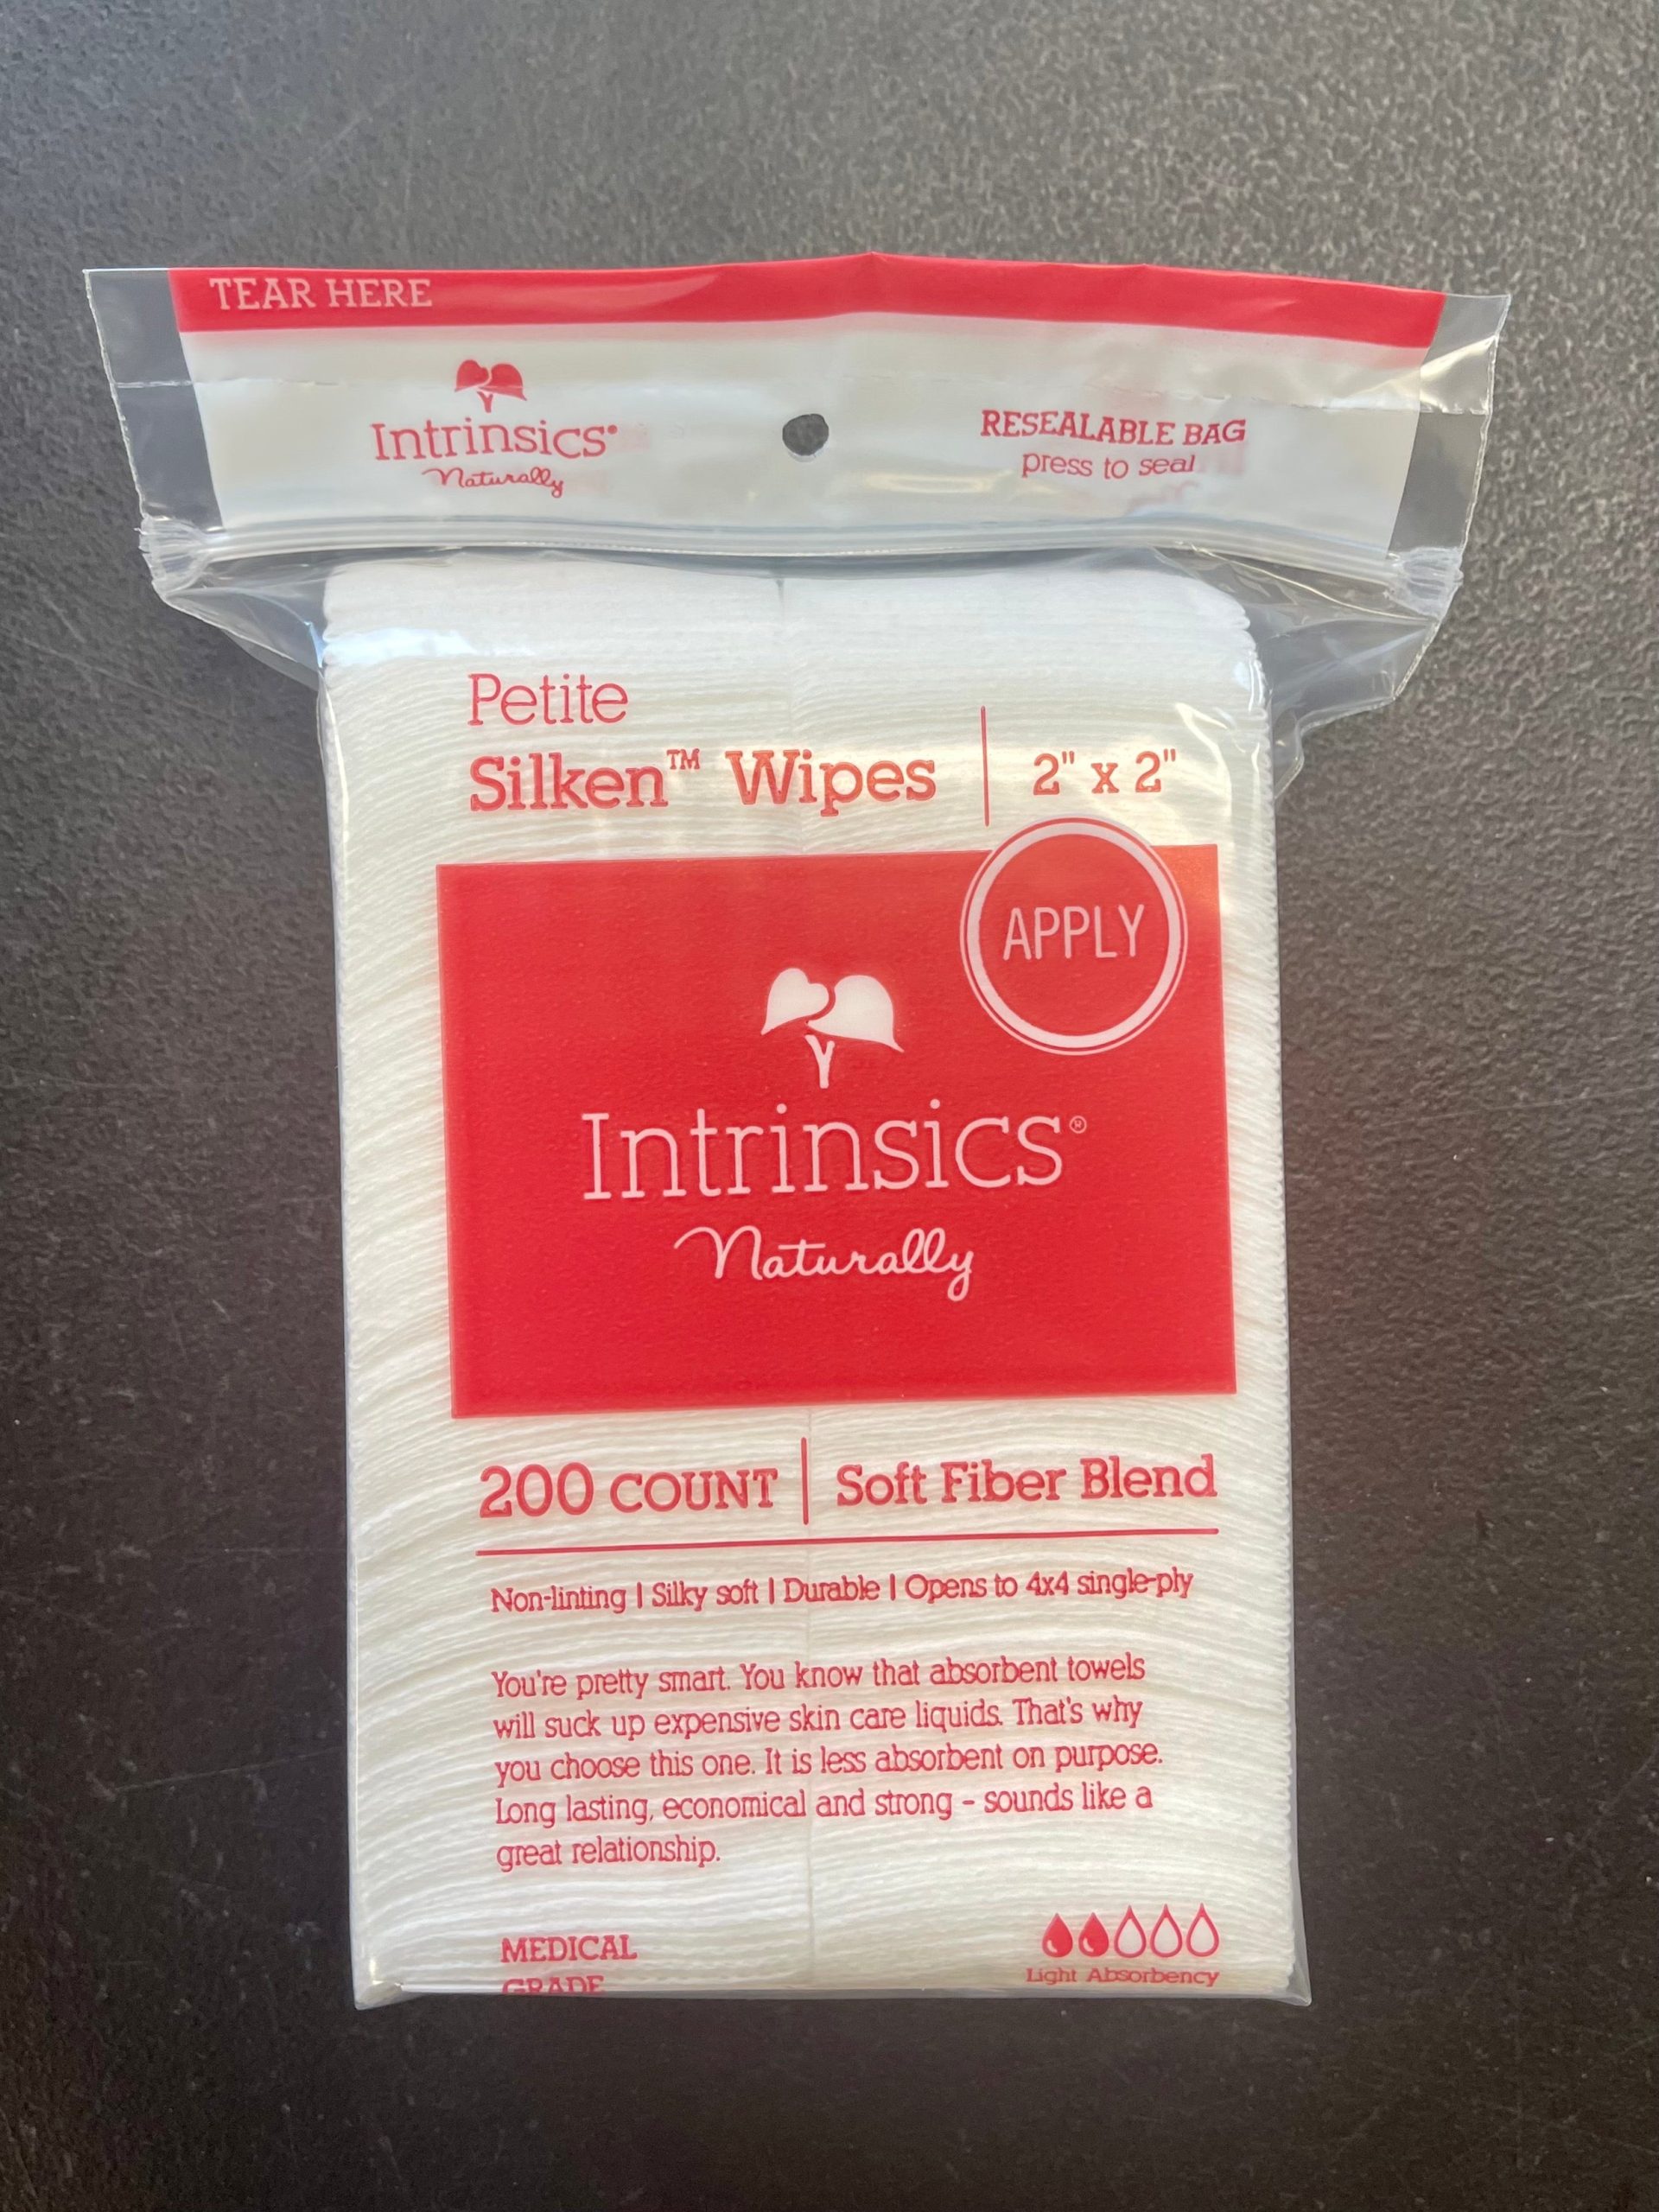 TEAR HERE
Intrinsics®
Naturally
RESEALABLE BAG
press to seal
Petite
Silken™ Wipes | 2" x 2"
APPLY
Intrinsics®
Naturally
200 COUNT | Soft Fiber Blend
Non-linting | Silky soft | Durable | Opens to 4x4 single-ply
You're pretty smart. You know that absorbent towels
will suck up expensive skin care liquids. That's why
you choose this one. It is less absorbent on purpose.
Long lasting, economical and strong – sounds like a
great relationship.
MEDICAL
GRADE
Light Absorbency